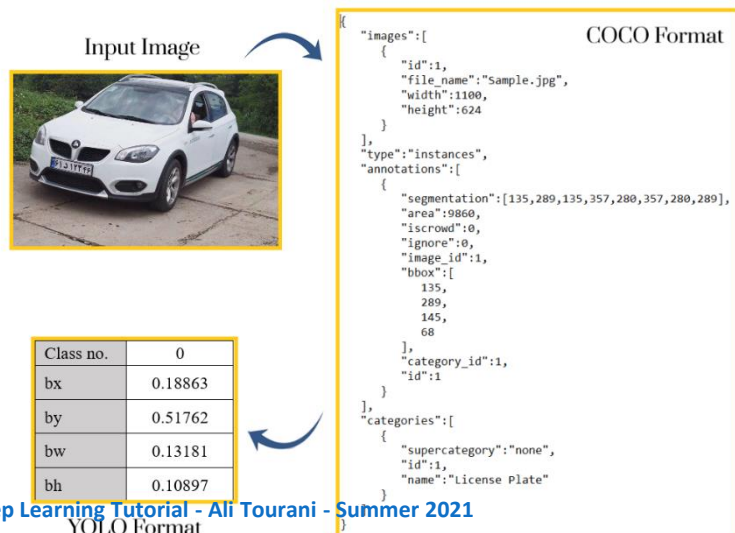 Input Image
COCO Format
{
"images":[
{
"id":1,
"file_name":"Sample.jpg",
"width":1100,
"height":624
}
],
"type":"instances",
"annotations":[
{
"segmentation":[135,289,135,357,280,357,280,289],
"area":9860,
"iscrowd":0,
"ignore":0,
"image_id":1,
"bbox":[
135,
289,
145,
68
],
"category_id":1,
"id":1
}
],
"categories":[
{
"supercategory":"none",
"id":1,
"name":"License Plate"
}
}
Class no. 0
bx 0.18863
by 0.51762
bw 0.13181
bh 0.10897
ep Learning Tutorial - Ali Tourani - Summer 2021
YOLO Format